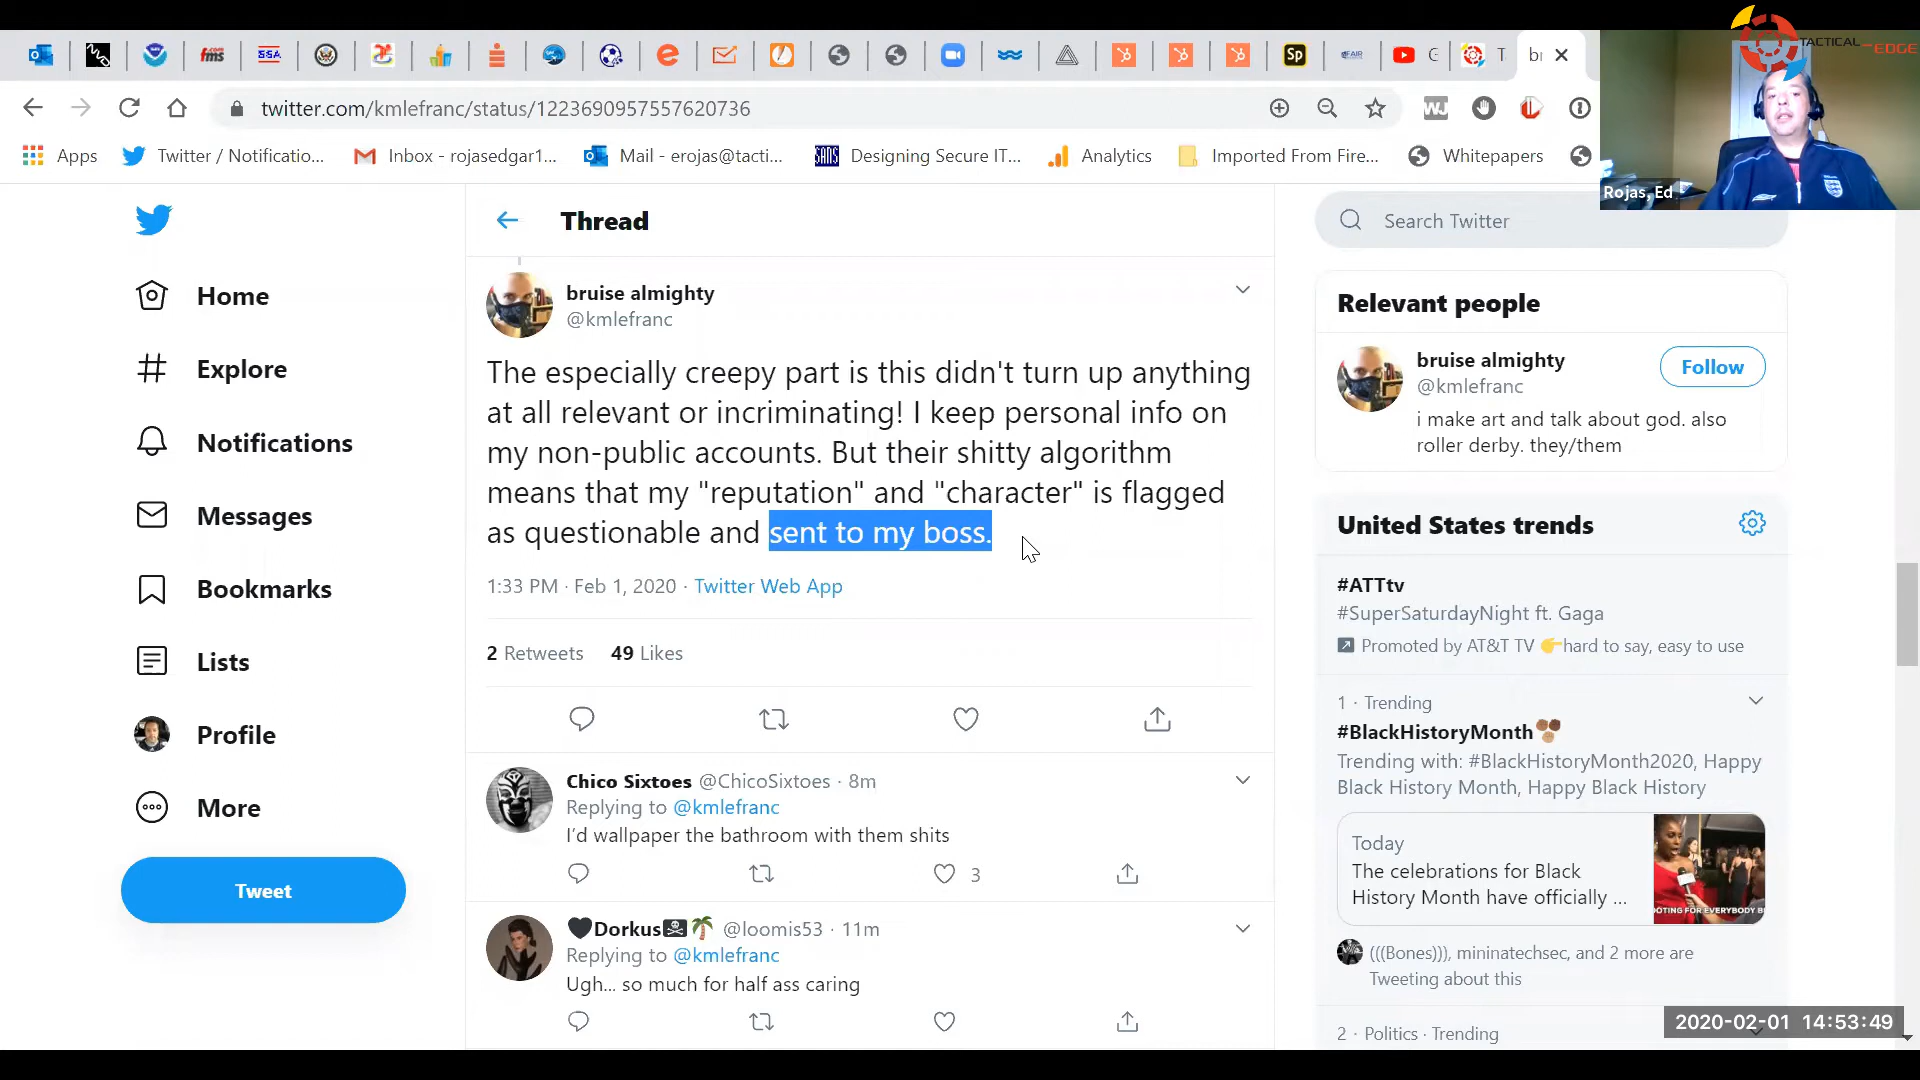 TACTICAL-EDGE
twitter.com/kmlefranc/status/1223690957557620736
Apps
Twitter / Notificatio...
Inbox - rojasedgar1...
Mail - erojas@tacti...
SANS
Designing Secure IT...
Analytics
Imported From Fire...
Whitepapers
Rojas, Ed
Home
Explore
Notifications
Messages
Bookmarks
Lists
Profile
More
Tweet
Thread
bruise almighty
@kmlefranc
The especially creepy part is this didn't turn up anything
at all relevant or incriminating! I keep personal info on
my non-public accounts. But their shitty algorithm
means that my "reputation" and "character" is flagged
as questionable and sent to my boss.
1:33 PM · Feb 1, 2020 · Twitter Web App
2 Retweets 49 Likes
Chico Sixtoes @ChicoSixtoes · 8m
Replying to @kmlefranc
I'd wallpaper the bathroom with them shits
3
Dorkus @loomis53 · 11m
Replying to @kmlefranc
Ugh... so much for half ass caring
Search Twitter
Relevant people
bruise almighty
@kmlefranc
Follow
i make art and talk about god. also
roller derby. they/them
United States trends
#ATTtv
#SuperSaturdayNight ft. Gaga
Promoted by AT&T TV 👉hard to say, easy to use
1 · Trending
#BlackHistoryMonth
Trending with: #BlackHistoryMonth2020, Happy
Black History Month, Happy Black History
Today
The celebrations for Black
History Month have officially ...
OTING FOR EVERYBODY B
(((Bones))), mininatechsec, and 2 more are
Tweeting about this
2 · Politics · Trending
2020-02-01 14:53:49